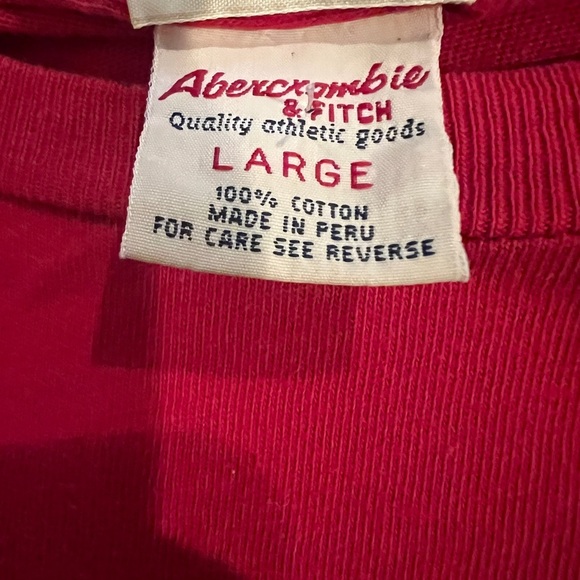 Abercrombie
& FITCH
Quality athletic goods
LARGE
100% COTTON
MADE IN PERU
FOR CARE SEE REVERSE